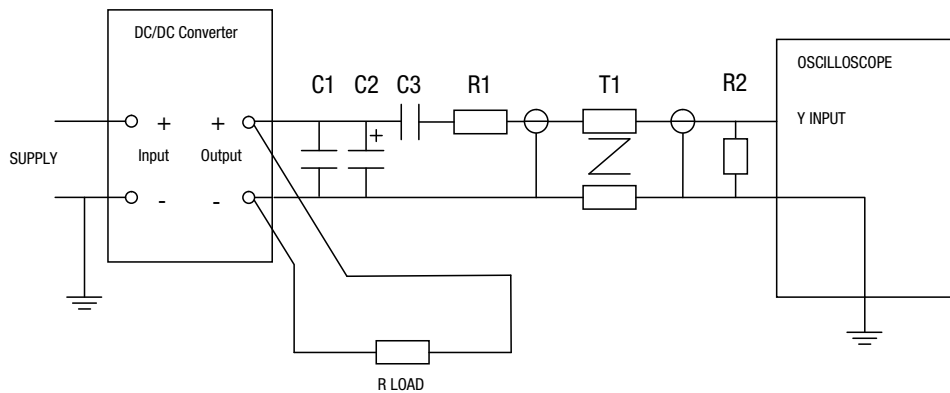 DC/DC Converter
C1
C2
C3
R1
T1
R2
OSCILLOSCOPE
+
+
+
Y INPUT
SUPPLY
Input
Output
-
-
R LOAD